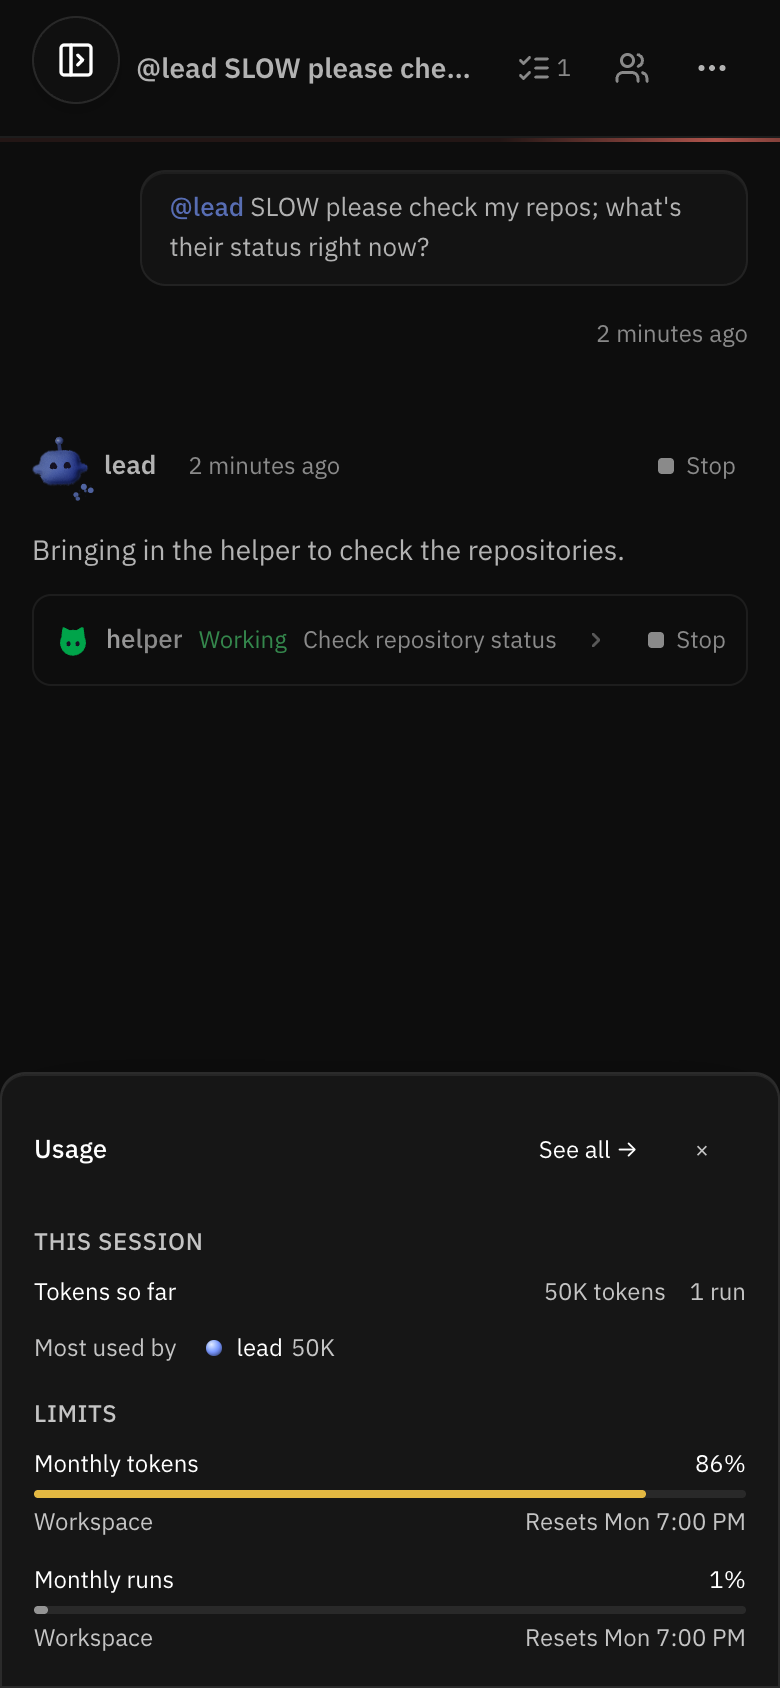 @lead SLOW please che...
1
@lead SLOW please check my repos; what's
their status right now?
2 minutes ago
lead 2 minutes ago Stop
Bringing in the helper to check the repositories.
helper Working Check repository status Stop
Usage See all → ×
THIS SESSION
Tokens so far 50K tokens 1 run
Most used by lead 50K
LIMITS
Monthly tokens 86%
Workspace Resets Mon 7:00 PM
Monthly runs 1%
Workspace Resets Mon 7:00 PM